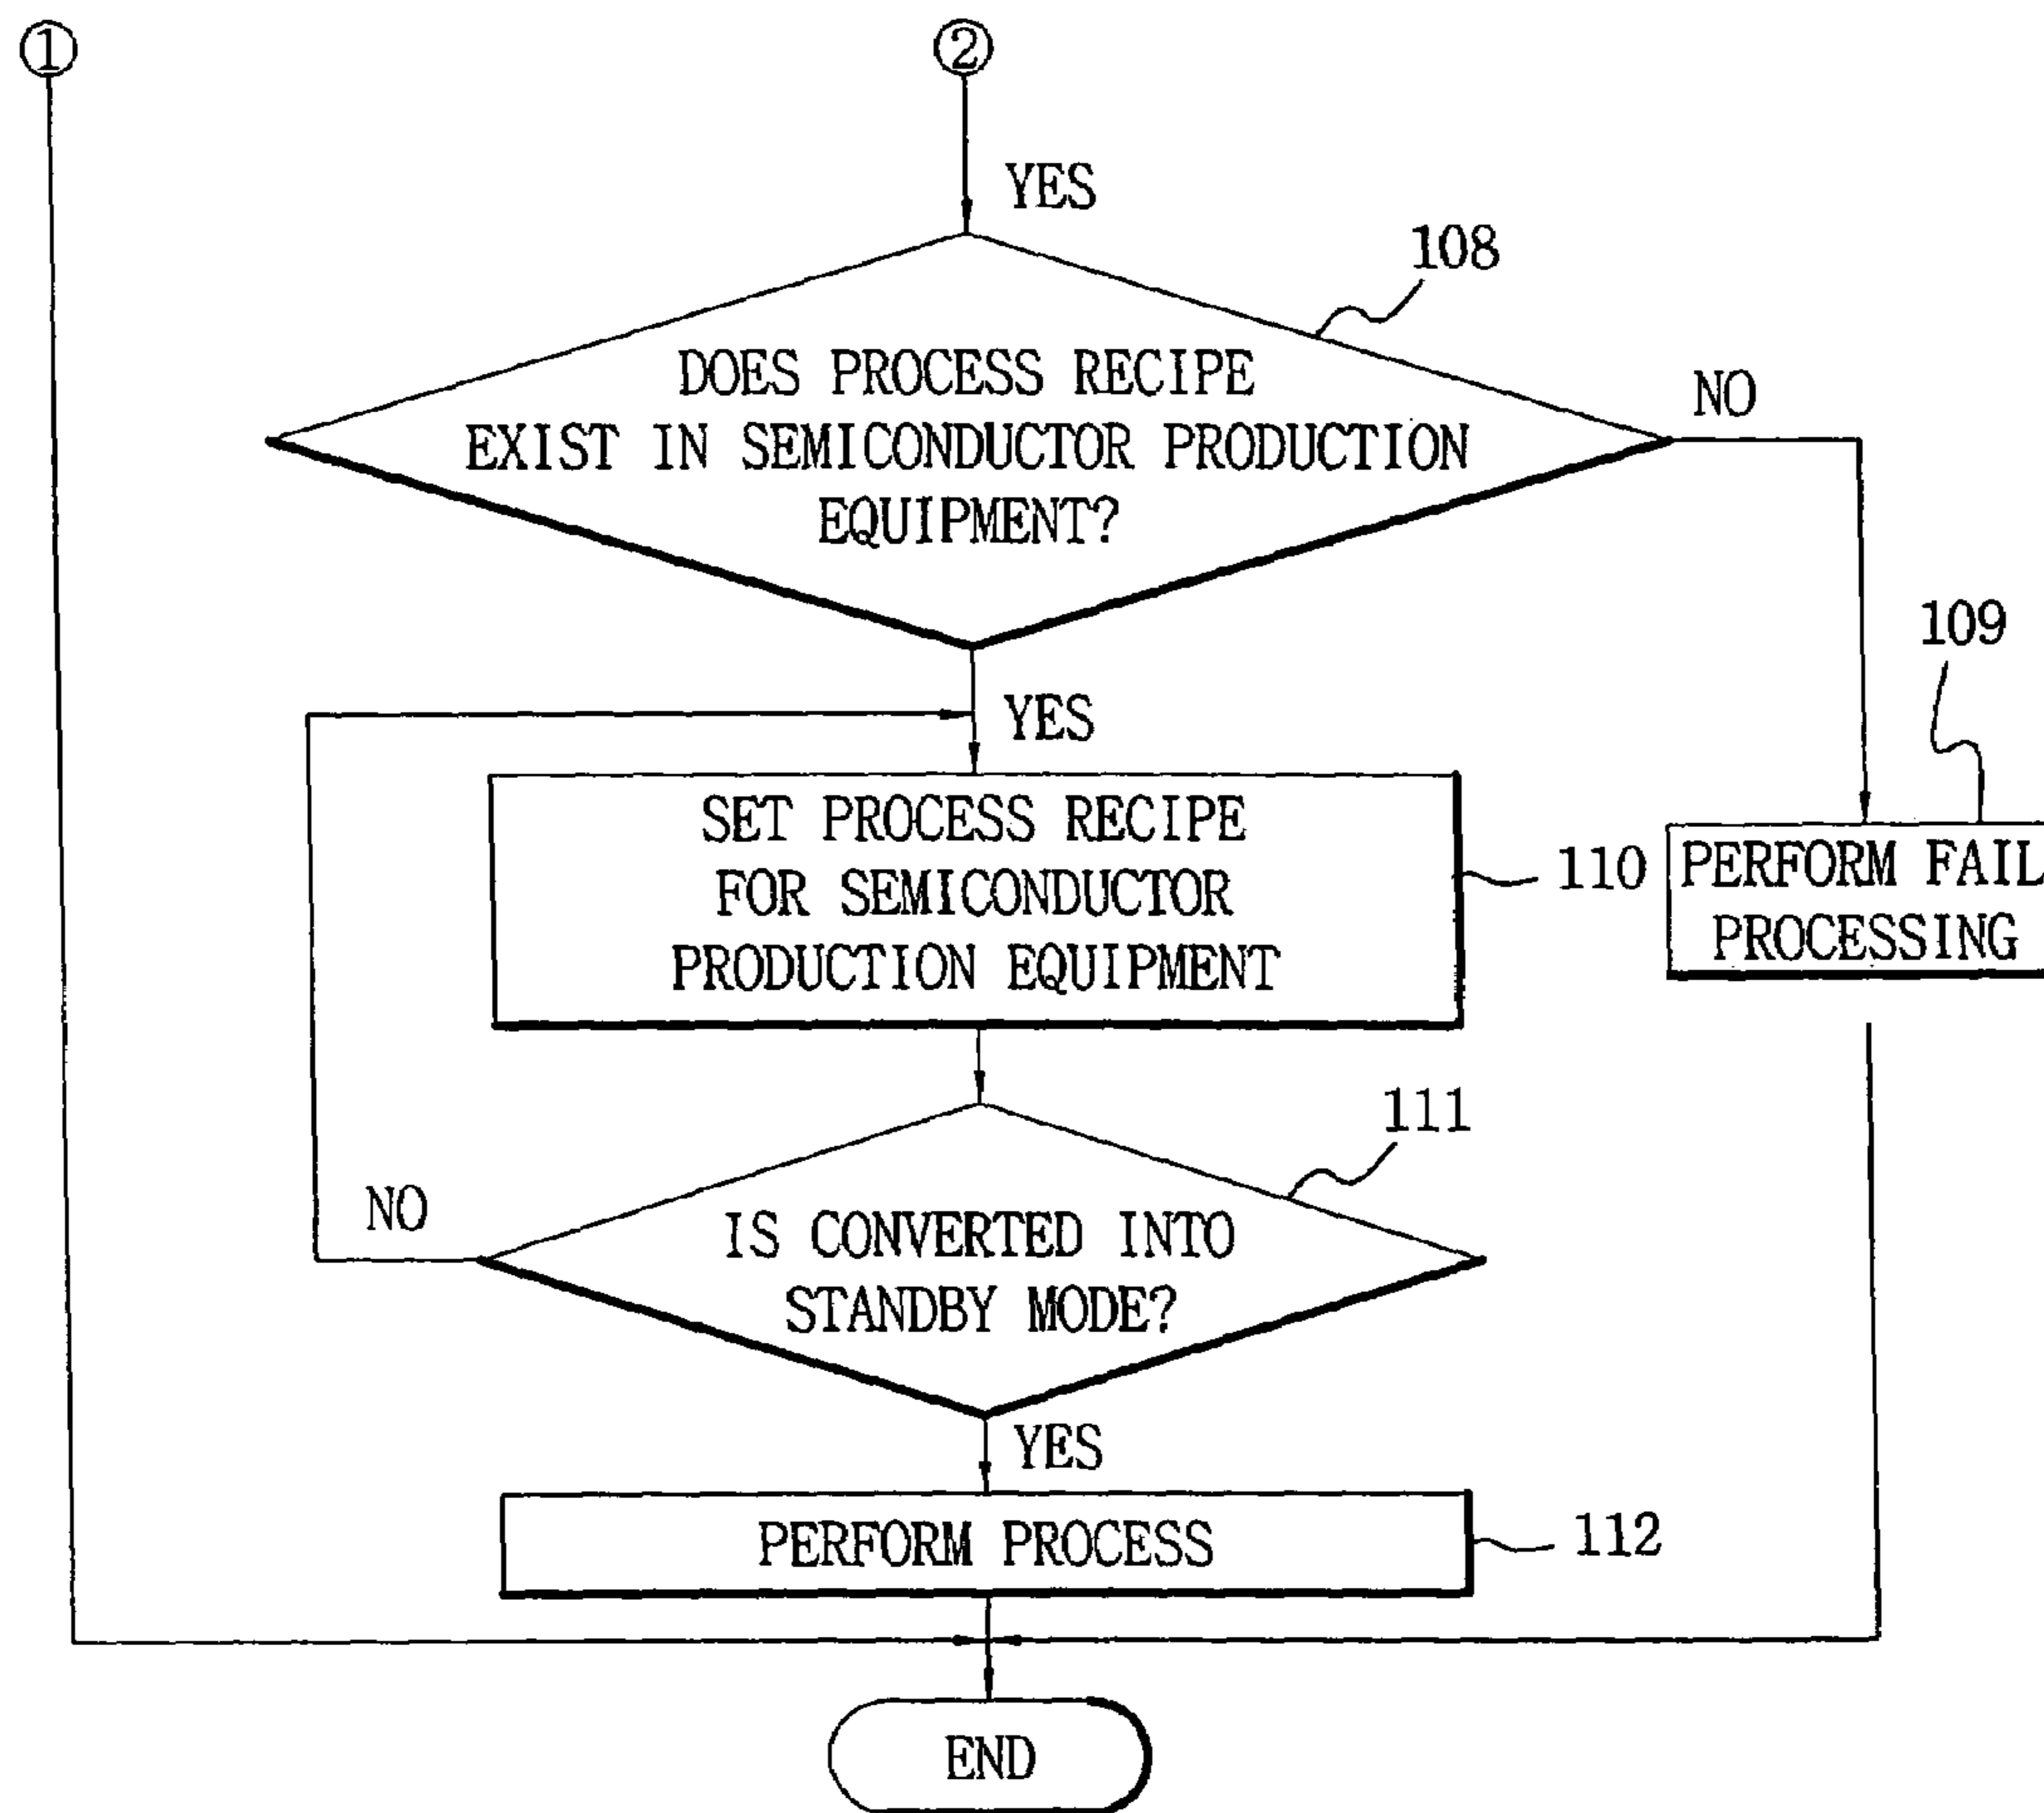 ①
②
YES
108
DOES PROCESS RECIPE
EXIST IN SEMICONDUCTOR PRODUCTION
EQUIPMENT?
NO
109
YES
SET PROCESS RECIPE
FOR SEMICONDUCTOR
PRODUCTION EQUIPMENT
110
PERFORM FAIL
PROCESSING
111
NO
IS CONVERTED INTO
STANDBY MODE?
YES
PERFORM PROCESS
112
END